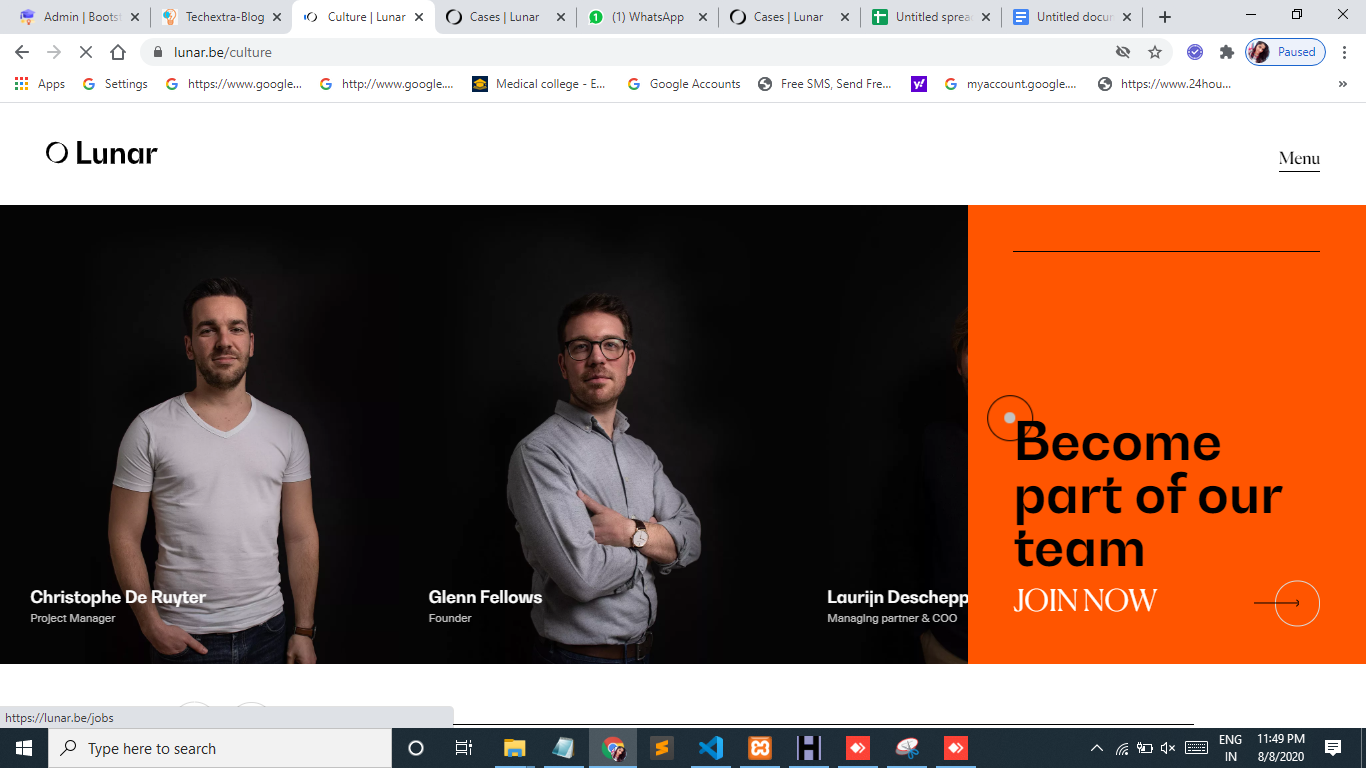 Admin | Bootst
Techextra-Blog
Culture | Lunar
Cases | Lunar
(1) WhatsApp
Cases | Lunar
Untitled sprea
Untitled docum
lunar.be/culture
Paused
Apps
Settings
https://www.google...
http://www.google....
Medical college - E...
Google Accounts
Free SMS, Send Fre...
myaccount.google....
https://www.24hou...
Lunar
Menu
Become
part of our
team
JOIN NOW
Christophe De Ruyter
Project Manager
Glenn Fellows
Founder
Laurijn Deschepp
Managing partner & COO
https://lunar.be/jobs
Type here to search
ENG
IN
11:49 PM
8/8/2020